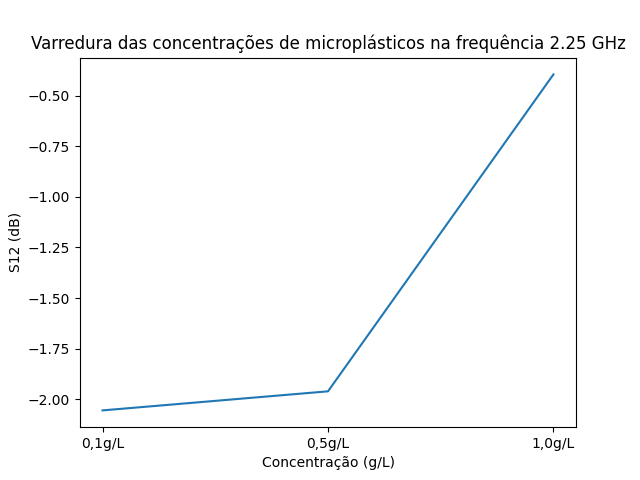 Varredura das concentrações de microplásticos na frequência 2.25 GHz
−0.50
−0.75
−1.00
−1.25
−1.50
−1.75
−2.00
S12 (dB)
0,1g/L 0,5g/L 1,0g/L
Concentração (g/L)